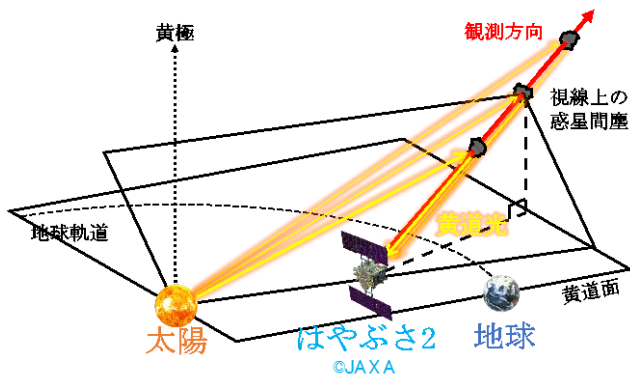 黄極
観測方向
視線上の
惑星間塵
地球軌道
黄道光
黄道面
太陽
はやぶさ2
地球
©JAXA